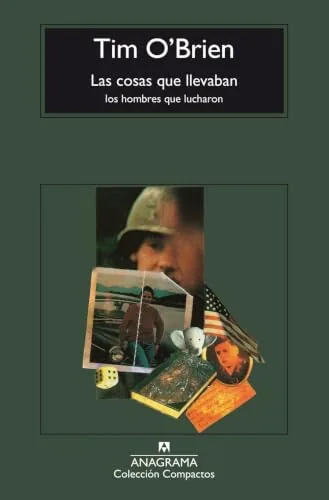 Tim O'Brien
Las cosas que llevaban
los hombres que lucharon
ANAGRAMA
Colección Compactos